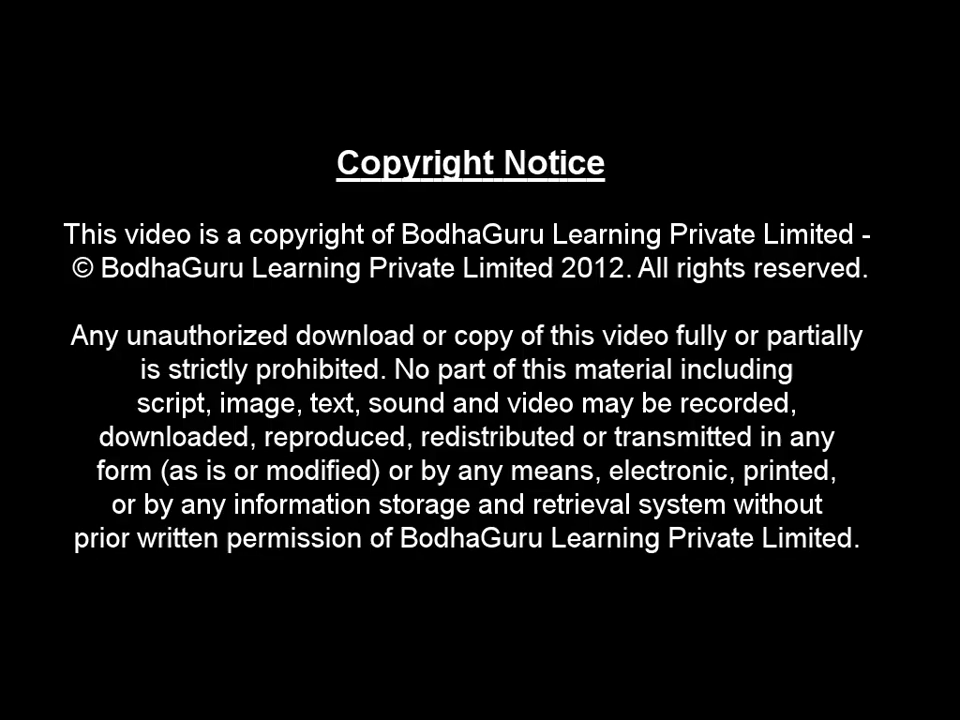 Copyright Notice
This video is a copyright of BodhaGuru Learning Private Limited -
© BodhaGuru Learning Private Limited 2012. All rights reserved.
Any unauthorized download or copy of this video fully or partially
is strictly prohibited. No part of this material including
script, image, text, sound and video may be recorded,
downloaded, reproduced, redistributed or transmitted in any
form (as is or modified) or by any means, electronic, printed,
or by any information storage and retrieval system without
prior written permission of BodhaGuru Learning Private Limited.